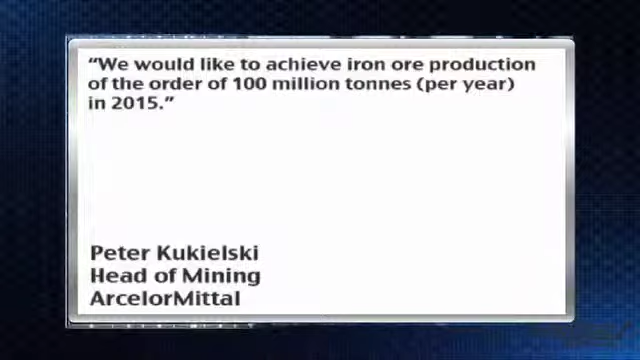 “We would like to achieve iron ore production
of the order of 100 million tonnes (per year)
in 2015.”
Peter Kukielski
Head of Mining
ArcelorMittal